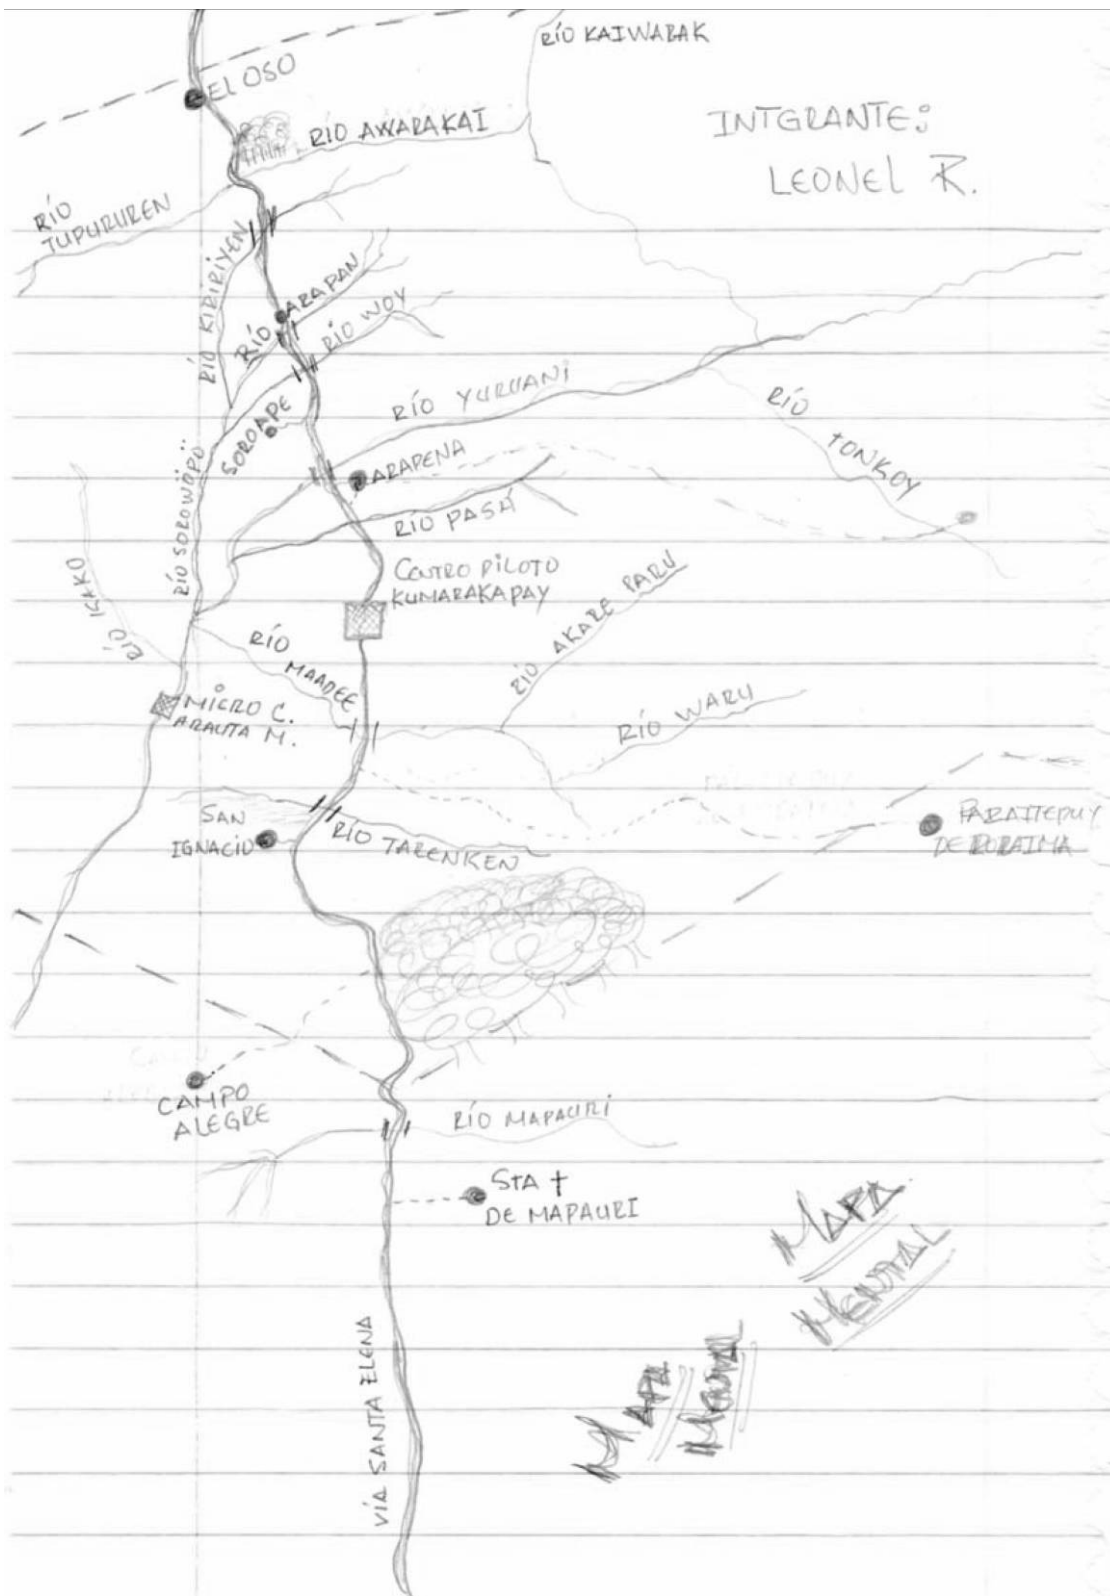 RÍO KAIWARAK
EL OSO
INTGRANTE:
LEONEL R.
RÍO AWARAKAI
RÍO
TUPURUREN
RÍO KIRIRIYEN
RÍO
ARAPAN
RÍO WOY
SOROAPE
RÍO YURUANI
RÍO
TONKOY
RÍO SOROWÖPÖ
ARAPENA
RÍO PASÁ
RÍO KAKO
CENTRO PILOTO
KUMARAKAPAY
RÍO
MAADEE
RÍO AKARE PARU
RÍO WARU
MICRO C.
ARAUTA M.
SAN
IGNACIO
RÍO TARENKEN
PARAITEPUY
DE RORAIMA
CAMPO
ALEGRE
RÍO MAPAURI
STA †
DE MAPAURI
MAPA
MENTAL
MAPA
MENTAL
VÍA SANTA ELENA